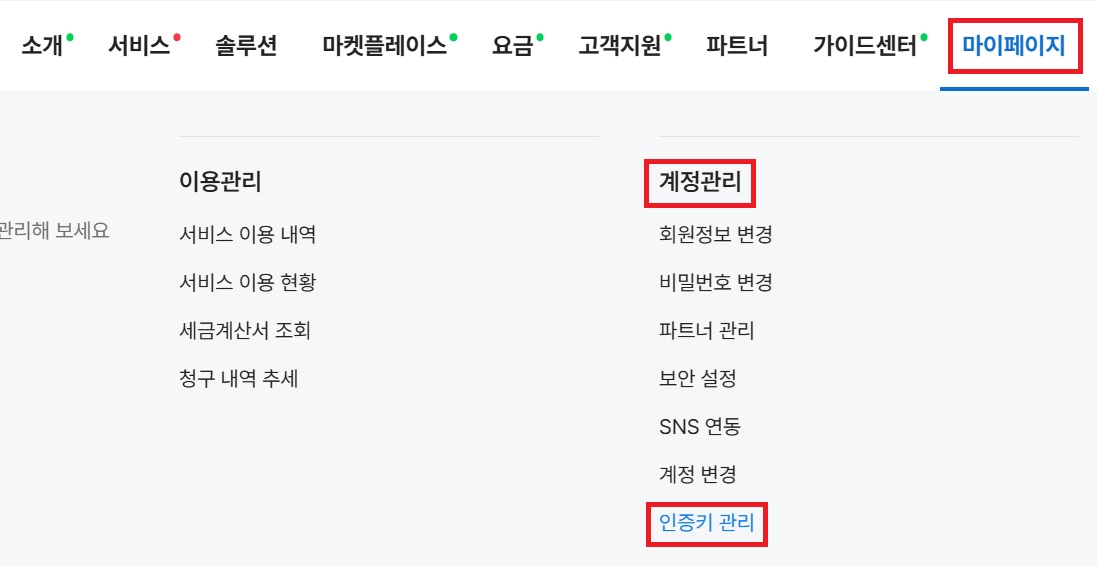 소개 서비스 솔루션 마켓플레이스 요금 고객지원 파트너 가이드센터 마이페이지
관리해 보세요
이용관리
서비스 이용 내역
서비스 이용 현황
세금계산서 조회
청구 내역 추세
계정관리
회원정보 변경
비밀번호 변경
파트너 관리
보안 설정
SNS 연동
계정 변경
인증키 관리